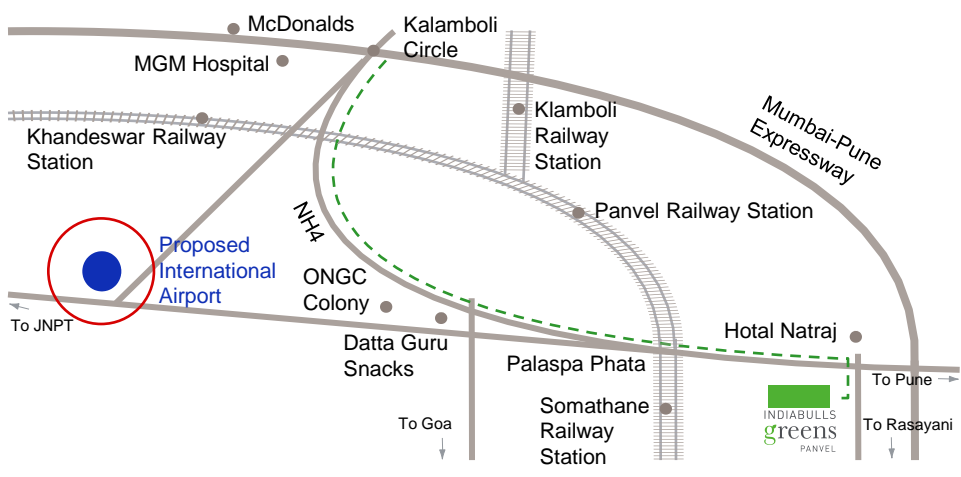 McDonalds
Kalamboli
Circle
MGM Hospital
Klamboli
Railway
Station
Mumbai-Pune
Expressway
Khandeswar Railway
Station
Panvel Railway Station
NH4
Proposed
International
Airport
ONGC
Colony
To JNPT
Datta Guru
Snacks
Hotal Natraj
Palaspa Phata
To Pune
To Goa
Somathane
Railway
Station
INDIABULLS
greens
PANVEL
To Rasayani